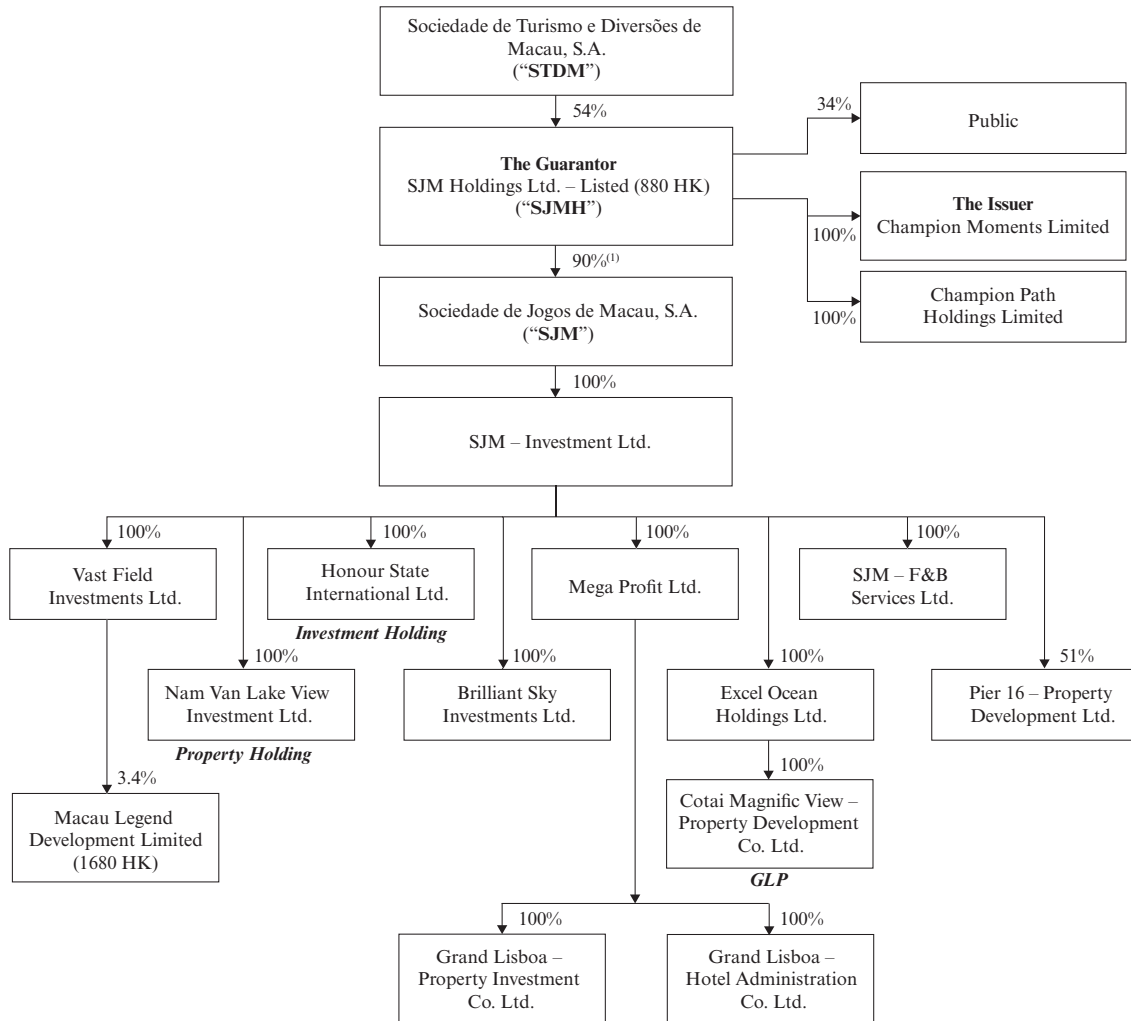 Sociedade de Turismo e Diversões de
Macau, S.A.
(“STDM”)
54%
34%
Public
The Guarantor
SJM Holdings Ltd. – Listed (880 HK)
(“SJMH”)
The Issuer
Champion Moments Limited
100%
90%(1)
Champion Path
Holdings Limited
100%
Sociedade de Jogos de Macau, S.A.
(“SJM”)
100%
SJM – Investment Ltd.
100%
100%
100%
100%
Vast Field
Investments Ltd.
Honour State
International Ltd.
Mega Profit Ltd.
SJM – F&B
Services Ltd.
Investment Holding
100%
100%
100%
51%
Nam Van Lake View
Investment Ltd.
Brilliant Sky
Investments Ltd.
Excel Ocean
Holdings Ltd.
Pier 16 – Property
Development Ltd.
Property Holding
3.4%
100%
Macau Legend
Development Limited
(1680 HK)
Cotai Magnific View –
Property Development
Co. Ltd.
GLP
100%
100%
Grand Lisboa –
Property Investment
Co. Ltd.
Grand Lisboa –
Hotel Administration
Co. Ltd.